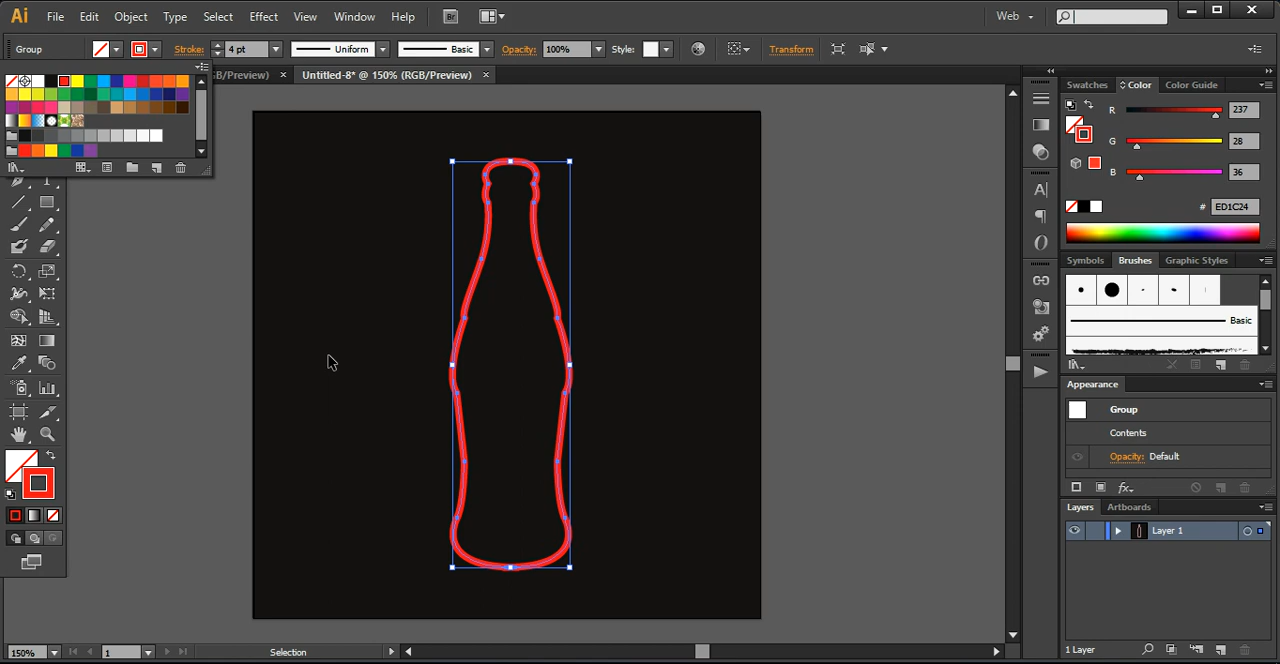 Ai File Edit Object Type Select Effect View Window Help Br Web
Group Stroke: 4 pt Uniform Basic Opacity: 100% Style: Transform
GB/Preview) × Untitled-8* @ 150% (RGB/Preview) ×
Swatches Color Color Guide
R 237
G 28
B 36
# ED1C24
Symbols Brushes Graphic Styles
Basic
Appearance
Group
Contents
Opacity: Default
fx
Layers Artboards
Layer 1
1 Layer
150% 1 Selection